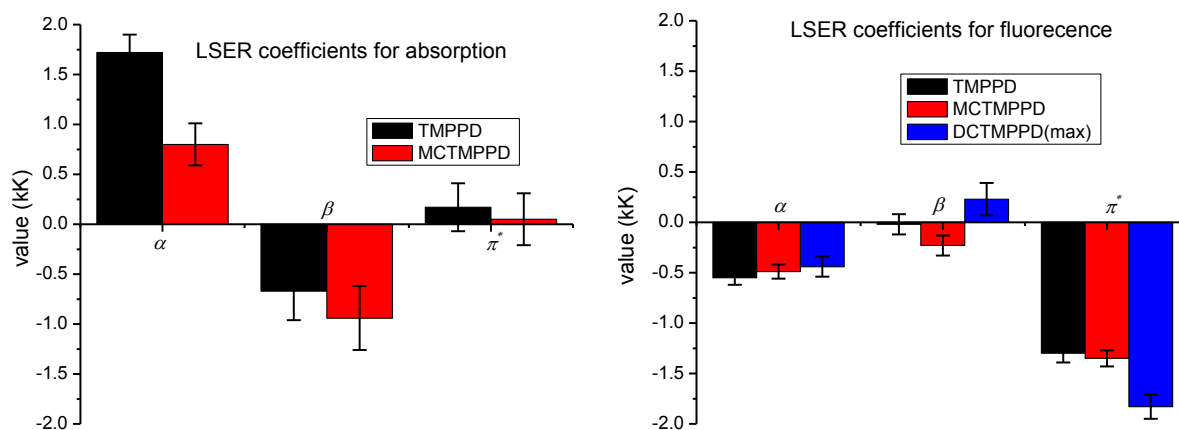 LSER coefficients for absorption
TMPPD
MCTMPPD
value (kK)
2.0
1.5
1.0
0.5
0.0
-0.5
-1.0
-1.5
-2.0
α
β
π*
LSER coefficients for fluorecence
TMPPD
MCTMPPD
DCTMPPD(max)
value (kK)
2.0
1.5
1.0
0.5
0.0
-0.5
-1.0
-1.5
-2.0
α
β
π*